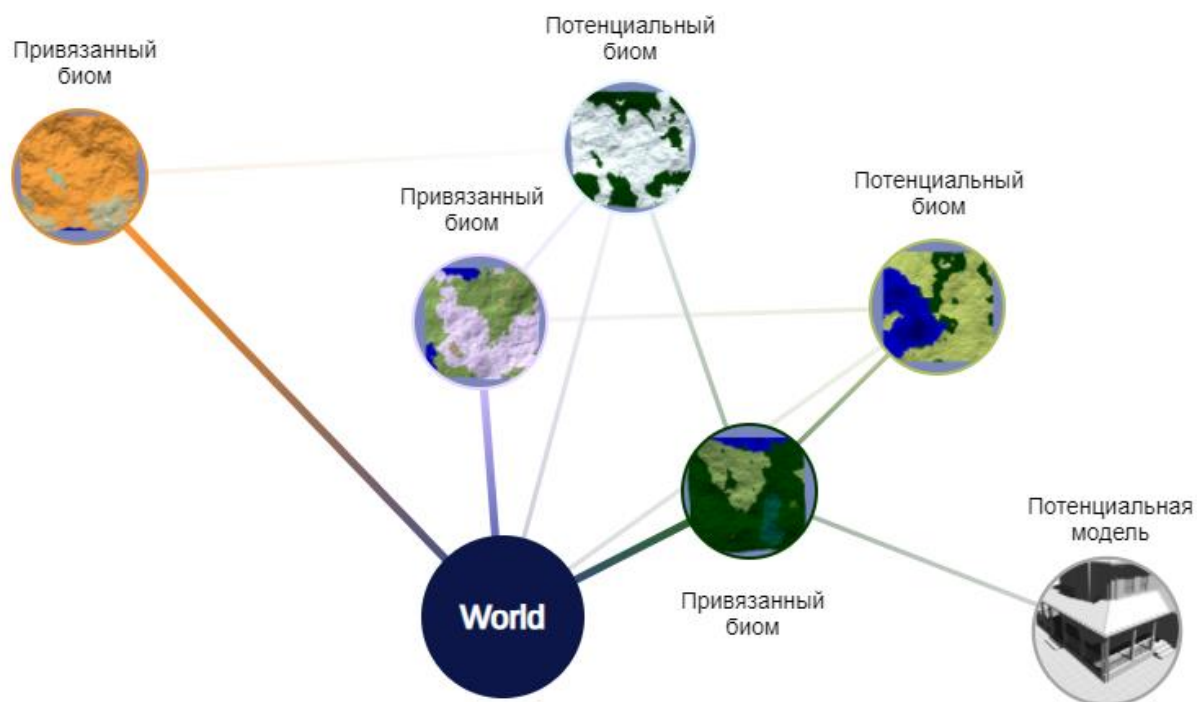 Потенциальный
биом
Привязанный
биом
Привязанный
биом
Потенциальный
биом
Потенциальная
модель
Привязанный
биом
World